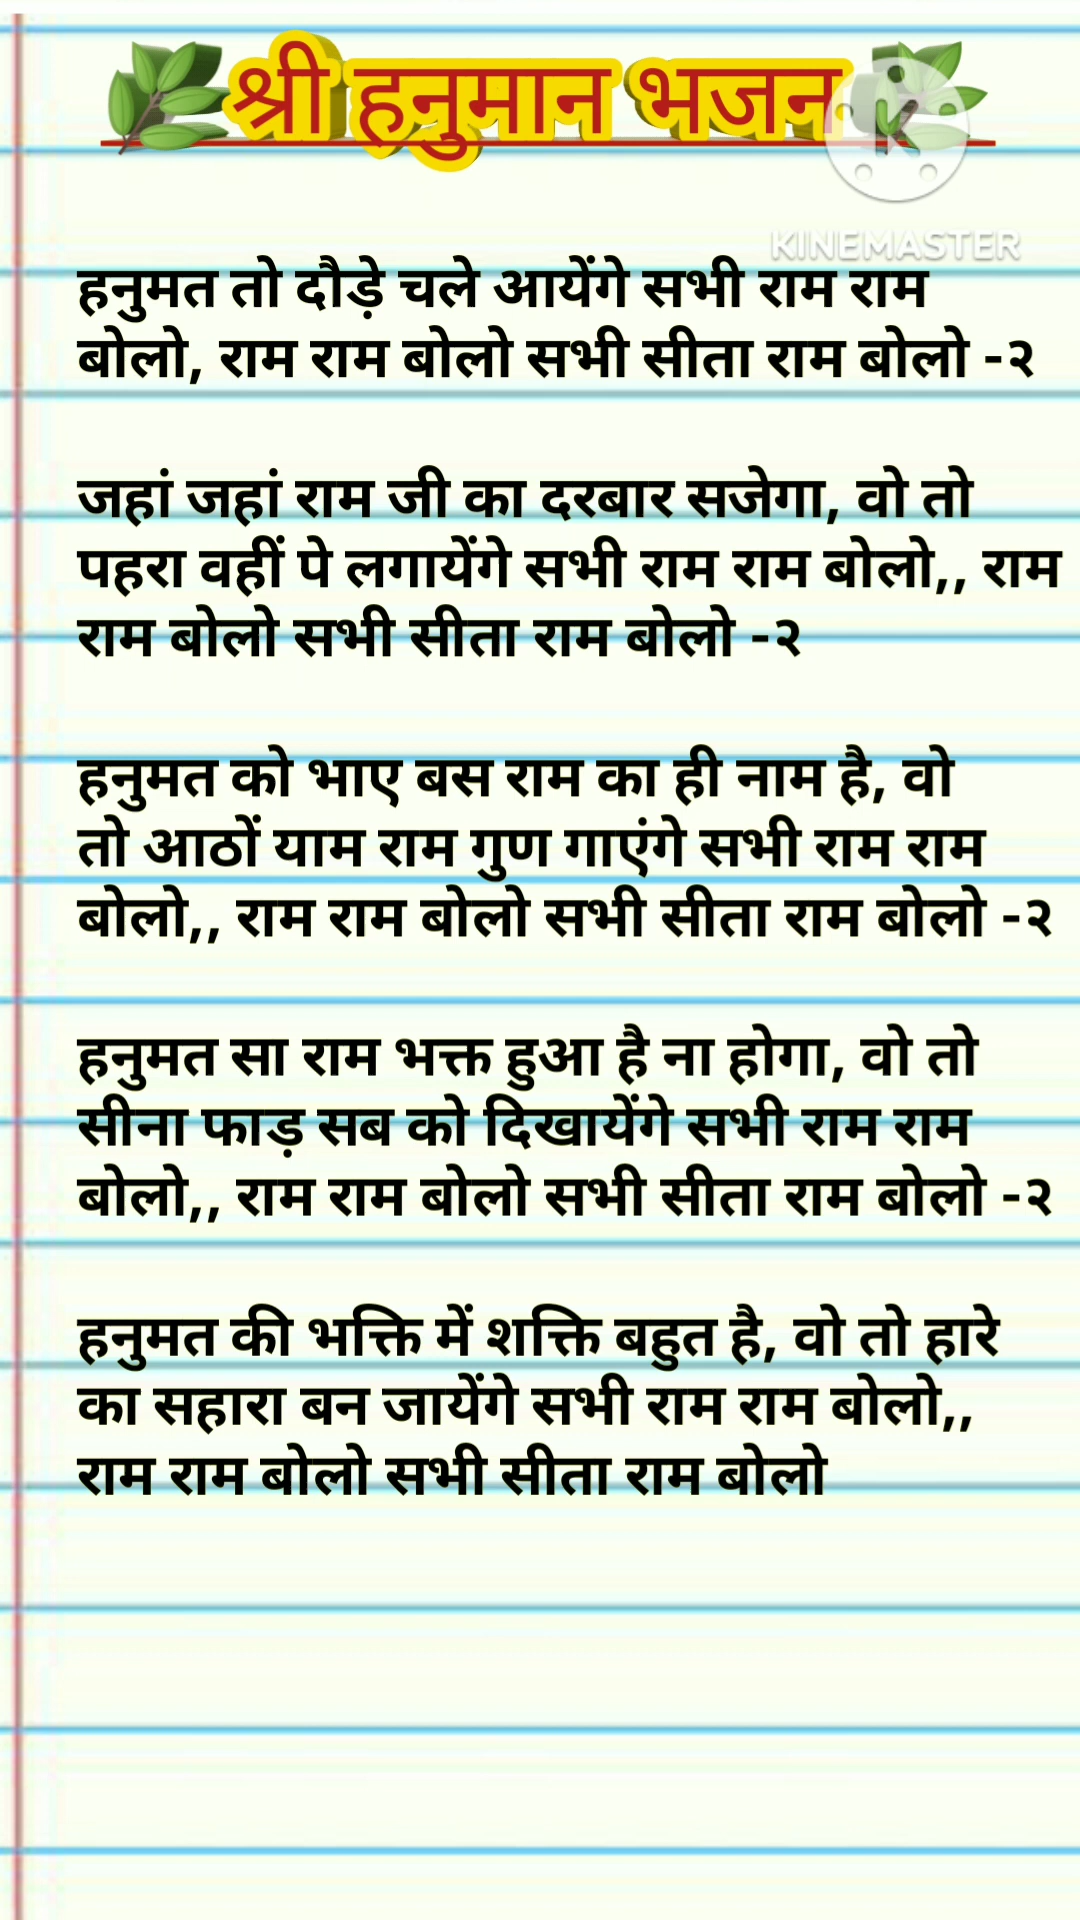 श्री हनुमान भजन
KINEMASTER
हनुमत तो दौड़े चले आयेंगे सभी राम राम
बोलो, राम राम बोलो सभी सीता राम बोलो -२
जहां जहां राम जी का दरबार सजेगा, वो तो
पहरा वहीं पे लगायेंगे सभी राम राम बोलो,, राम
राम बोलो सभी सीता राम बोलो -२
हनुमत को भाए बस राम का ही नाम है, वो
तो आठों याम राम गुण गाएंगे सभी राम राम
बोलो,, राम राम बोलो सभी सीता राम बोलो -२
हनुमत सा राम भक्त हुआ है ना होगा, वो तो
सीना फाड़ सब को दिखायेंगे सभी राम राम
बोलो,, राम राम बोलो सभी सीता राम बोलो -२
हनुमत की भक्ति में शक्ति बहुत है, वो तो हारे
का सहारा बन जायेंगे सभी राम राम बोलो,,
राम राम बोलो सभी सीता राम बोलो